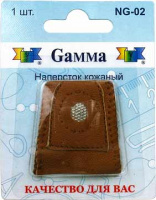 1 шт. NG-02
Gamma
Наперсток кожаный
КАЧЕСТВО ДЛЯ ВАС